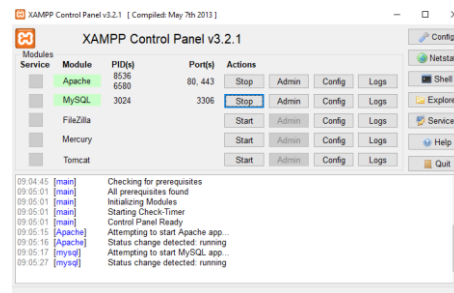 XAMPP Control Panel v3.2.1 [ Compiled: May 7th 2013 ]
XAMPP Control Panel v3.2.1
Config
Modules
Service Module PID(s) Port(s) Actions
Netsta
Apache 8536 6580 80, 443 Stop Admin Config Logs
Shell
MySQL 3024 3306 Stop Admin Config Logs
Explore
FileZilla Start Admin Config Logs
Service
Mercury Start Admin Config Logs
Help
Tomcat Start Admin Config Logs
Quit
09:04:45 [main] Checking for prerequisites
09:05:01 [main] All prerequisites found
09:05:01 [main] Initializing Modules
09:05:01 [main] Starting Check-Timer
09:05:01 [main] Control Panel Ready
09:05:15 [Apache] Attempting to start Apache app...
09:05:16 [Apache] Status change detected: running
09:05:17 [mysql] Attempting to start MySQL app...
09:05:27 [mysql] Status change detected: running